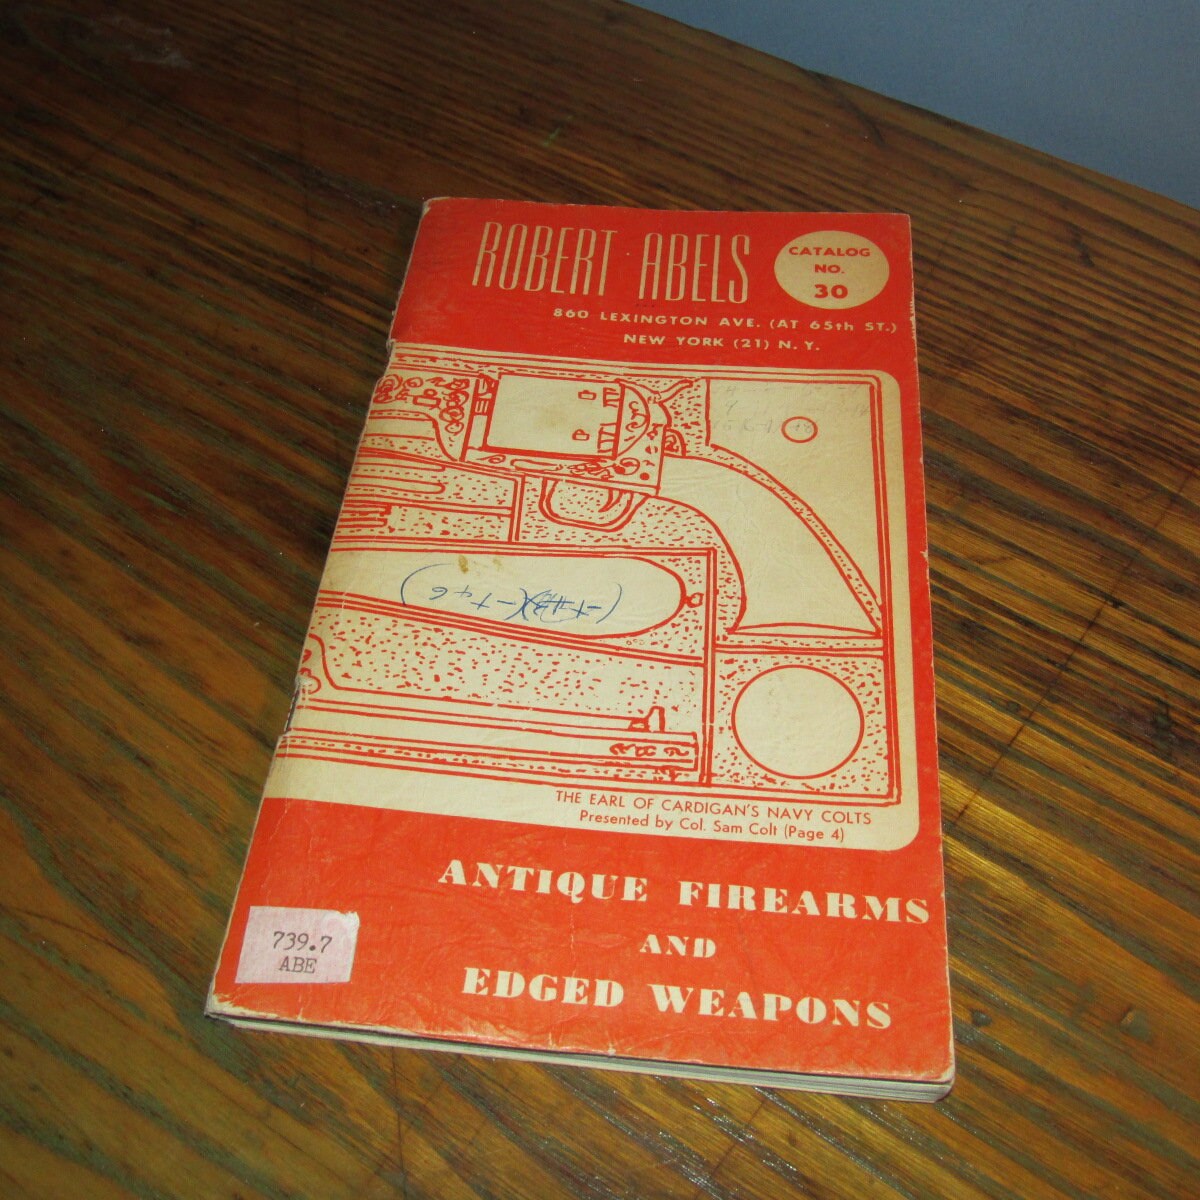 ROBERT ABELS
CATALOG
NO.
30
860 LEXINGTON AVE. (AT 65th ST.)
NEW YORK (21) N.Y.
THE EARL OF CARDIGAN'S NAVY COLTS
Presented by Col. Sam Colt (Page 4)
ANTIQUE FIREARMS
AND
EDGED WEAPONS
739.7
ABE